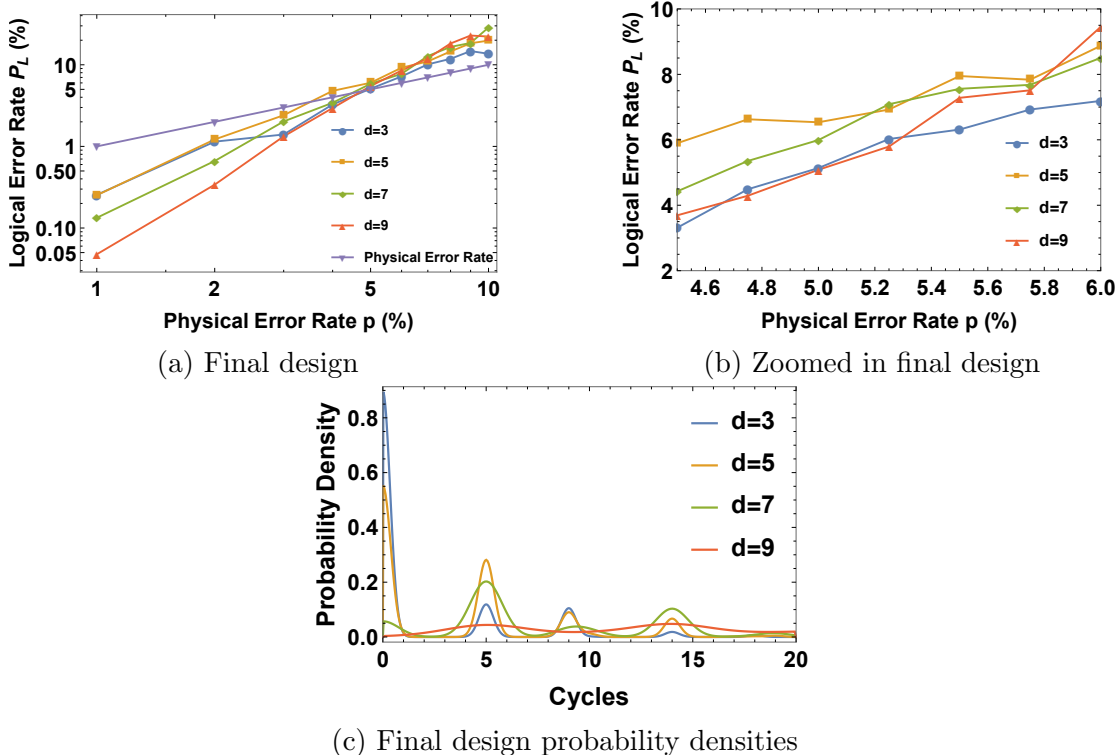 Logical Error Rate P_L (%)
10
5
1
0.50
0.10
0.05
d=3
d=5
d=7
d=9
Physical Error Rate
1
2
5
10
Physical Error Rate p (%)
(a) Final design
Logical Error Rate P_L (%)
10
8
6
4
2
d=3
d=5
d=7
d=9
4.6
4.8
5.0
5.2
5.4
5.6
5.8
6.0
Physical Error Rate p (%)
(b) Zoomed in final design
Probability Density
0.8
0.6
0.4
0.2
0.0
d=3
d=5
d=7
d=9
0
5
10
15
20
Cycles
(c) Final design probability densities